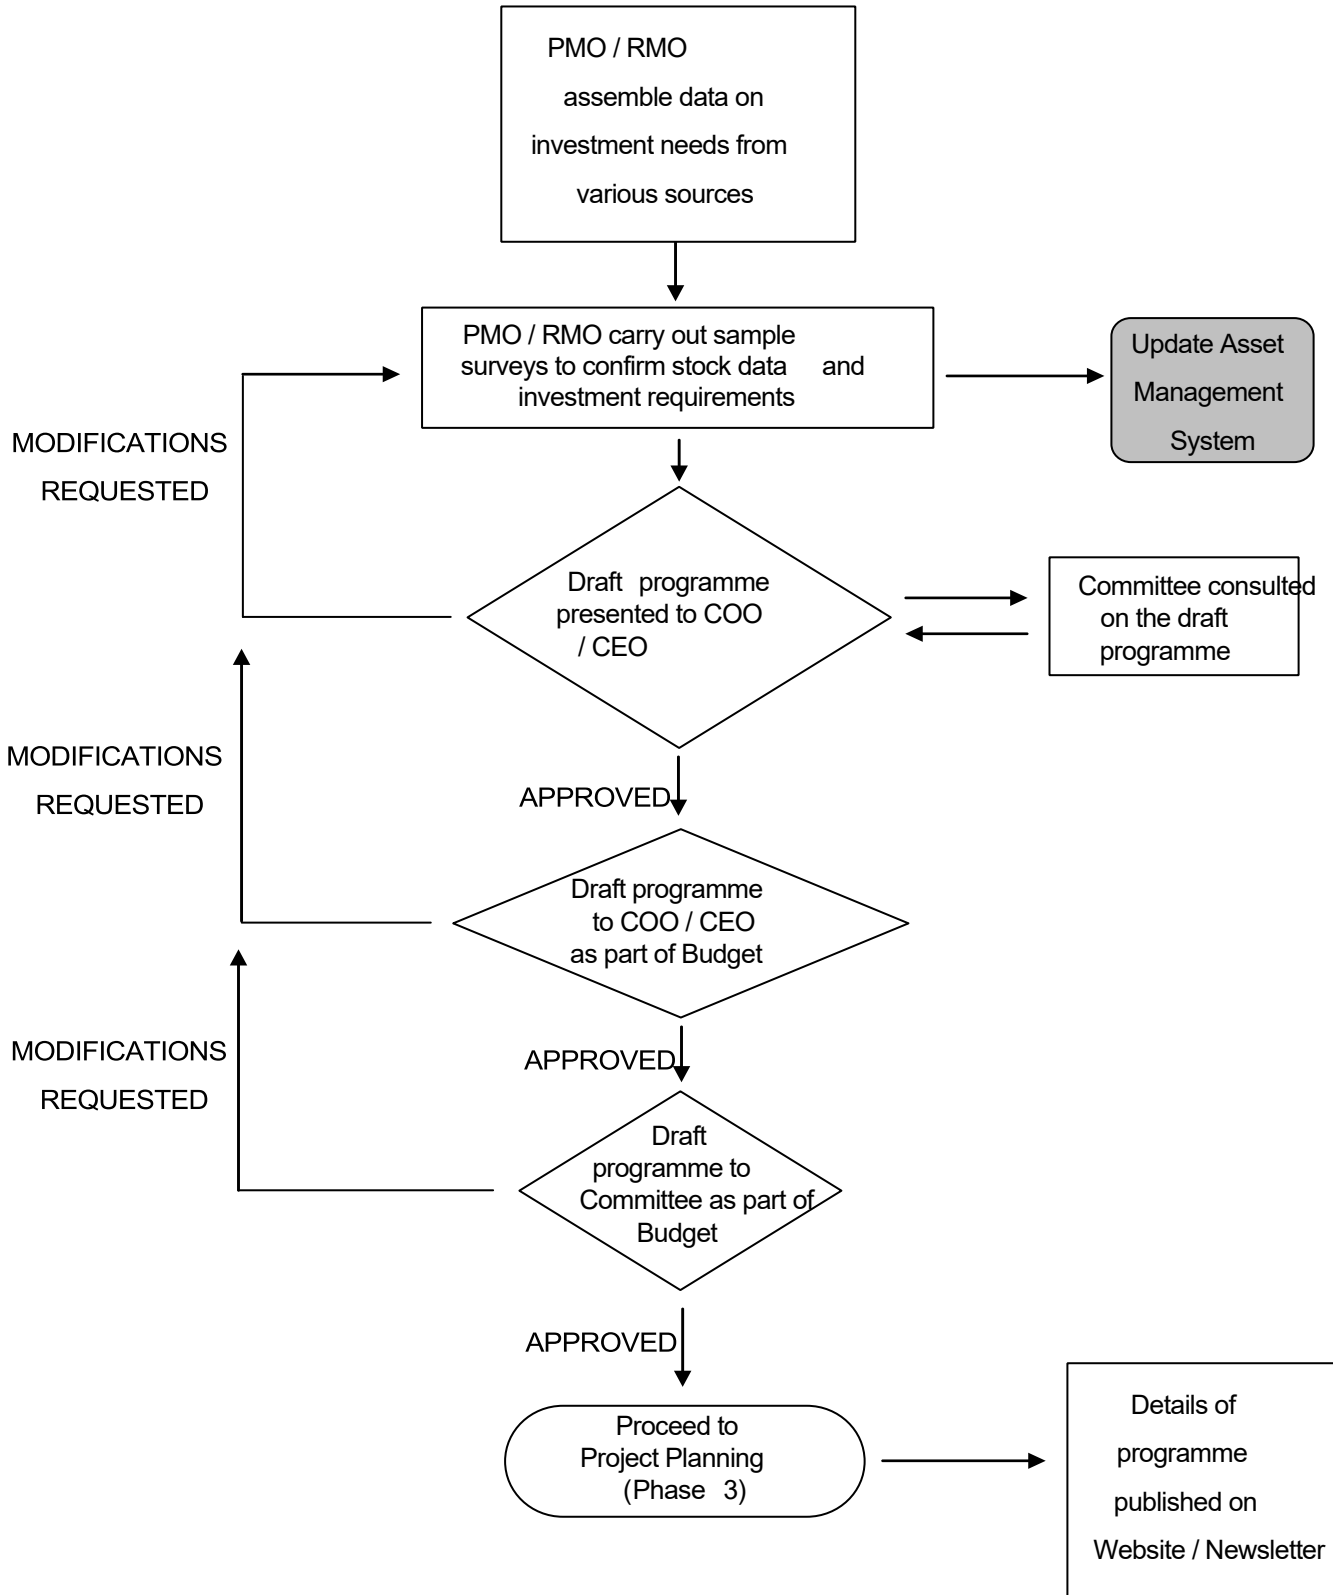 PMO / RMO
assemble data on
investment needs from
various sources
PMO / RMO carry out sample
surveys to confirm stock data and
investment requirements
Update Asset
Management
System
MODIFICATIONS
REQUESTED
Draft programme
presented to COO
/ CEO
Committee consulted
on the draft
programme
MODIFICATIONS
REQUESTED
APPROVED
Draft programme
to COO / CEO
as part of Budget
MODIFICATIONS
REQUESTED
APPROVED
Draft
programme to
Committee as part of
Budget
APPROVED
Proceed to
Project Planning
(Phase 3)
Details of
programme
published on
Website / Newsletter